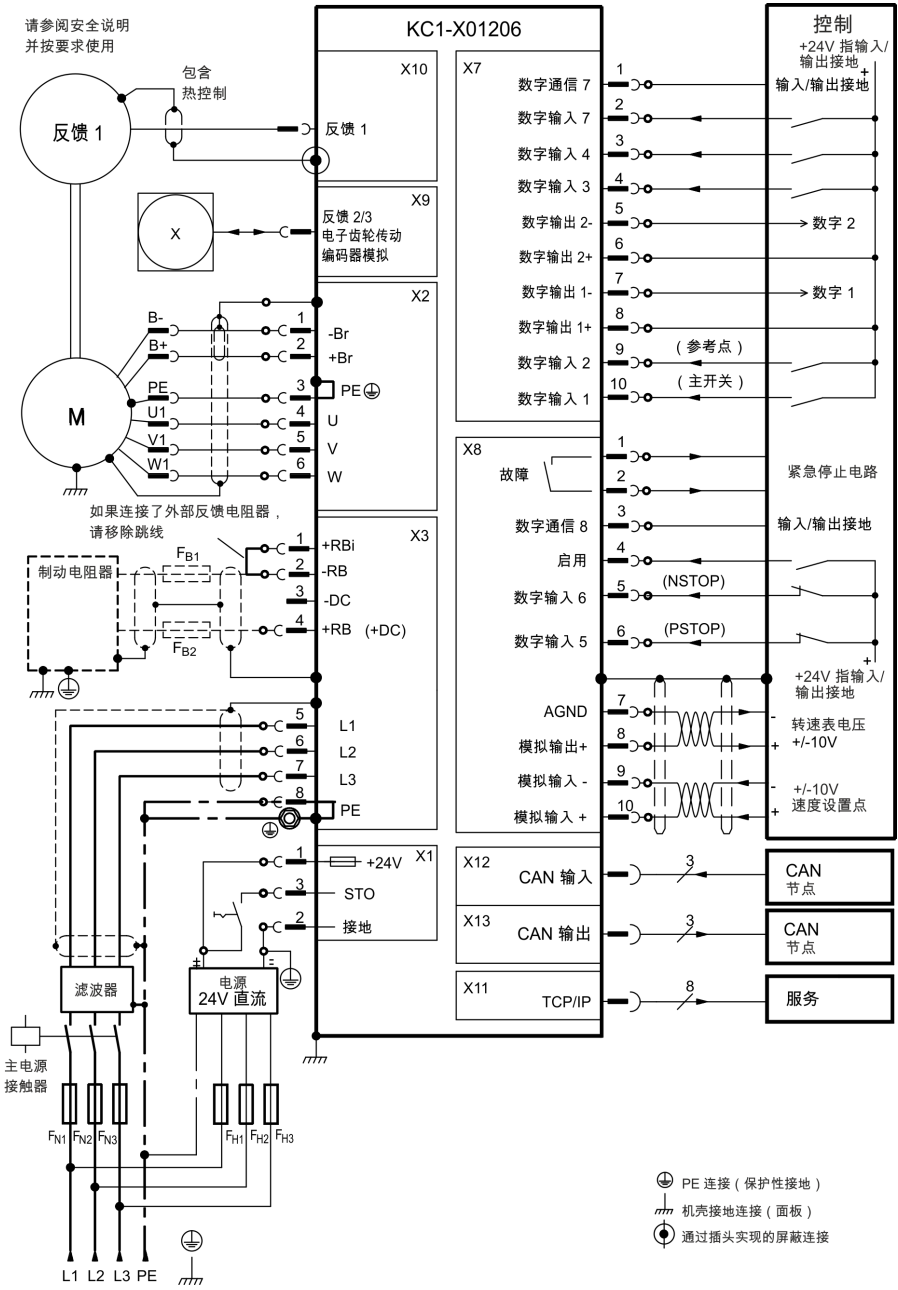 请参阅安全说明
并按要求使用
KC1-X01206
控制
+24V 指输入/
输出接地
+
输入/输出接地
包含
热控制
反馈 1
X10
反馈 1
X9
反馈 2/3
电子齿轮传动
编码器模拟
X
X2
B-
1
-Br
B+
2
+Br
PE
3
PE
U1
4
U
V1
5
V
W1
6
W
M
如果连接了外部反馈电阻器，
请移除跳线
X3
FB1
1
+RBi
制动电阻器
2
-RB
3
-DC
4
+RB (+DC)
FB2
5
L1
6
L2
7
L3
8
PE
X1
1
+24V
3
STO
2
接地
±
-
滤波器
电源
24V 直流
主电源
接触器
FN1
FN2
FN3
FH1
FH2
FH3
L1
L2
L3
PE
X7
数字通信 7
1
数字输入 7
2
数字输入 4
3
数字输入 3
4
数字输出 2-
5
数字 2
数字输出 2+
6
数字输出 1-
7
数字 1
数字输出 1+
8
数字输入 2
9
（参考点）
数字输入 1
10
（主开关）
X8
故障
1
2
紧急停止电路
数字通信 8
3
输入/输出接地
启用
4
数字输入 6
5
(NSTOP)
数字输入 5
6
(PSTOP)
+
+24V 指输入/
输出接地
AGND
7
-
转速表电压
模拟输出+
8
+
+/-10V
模拟输入 -
9
-
+/-10V
速度设置点
模拟输入 +
10
+
X12
CAN 输入
3
CAN
节点
X13
CAN 输出
3
CAN
节点
X11
TCP/IP
8
服务
PE 连接（保护性接地）
机壳接地连接（面板）
通过插头实现的屏蔽连接